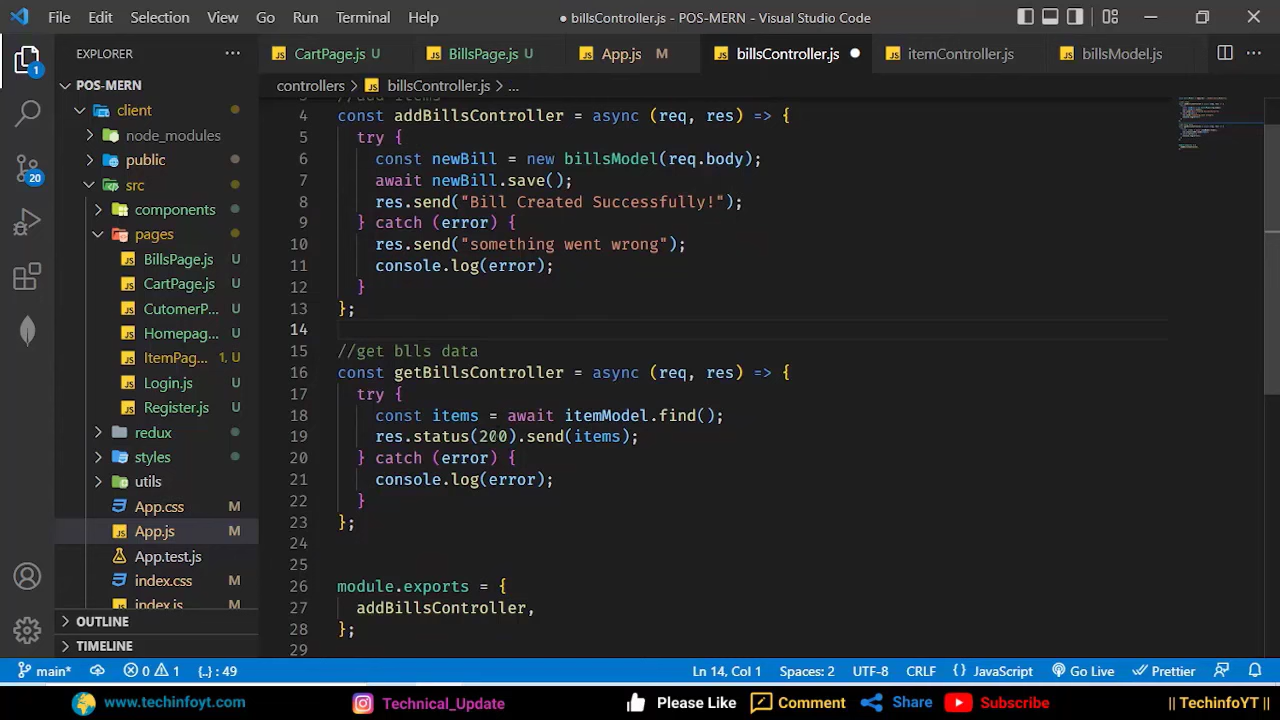 File Edit Selection View Go Run Terminal Help
● billsController.js - POS-MERN - Visual Studio Code
EXPLORER
CartPage.js U
BillsPage.js U
App.js M
billsController.js
itemController.js
billsModel.js
1
20
POS-MERN
client
node_modules
public
src
components
pages
BillsPage.js U
CartPage.js U
CutomerP... U
Homepag... U
ItemPag... 1, U
Login.js U
Register.js U
redux
styles
utils
App.css M
App.js M
App.test.js
index.css M
index.js M
OUTLINE
TIMELINE
controllers > billsController.js > ...
3 //add items
4 const addBillsController = async (req, res) => {
5 try {
6 const newBill = new billsModel(req.body);
7 await newBill.save();
8 res.send("Bill Created Successfully!");
9 } catch (error) {
10 res.send("something went wrong");
11 console.log(error);
12 }
13 };
14
15 //get blls data
16 const getBillsController = async (req, res) => {
17 try {
18 const items = await itemModel.find();
19 res.status(200).send(items);
20 } catch (error) {
21 console.log(error);
22 }
23 };
24
25
26 module.exports = {
27 addBillsController,
28 };
29
main* 0 1 {..} : 49
Ln 14, Col 1 Spaces: 2 UTF-8 CRLF {} JavaScript Go Live Prettier
www.techinfoyt.com Technical_Update Please Like Comment Share Subscribe || TechinfoYT ||